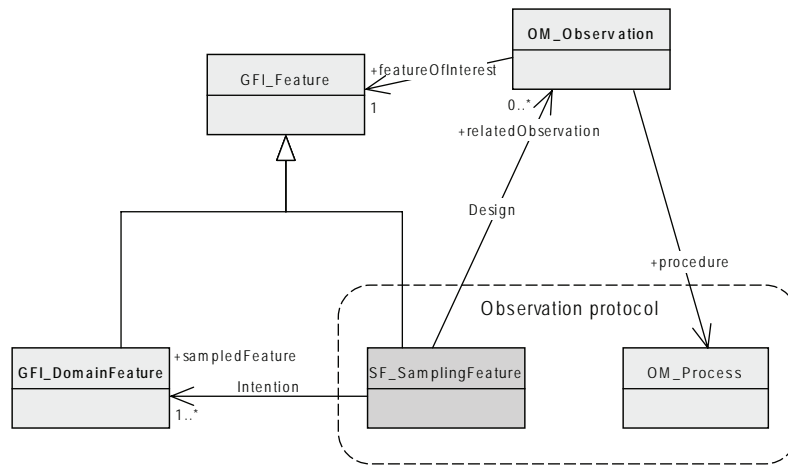 OM_Observation
+featureOfInterest
GFI_Feature
1
0..*
+relatedObservation
Design
+procedure
Observation protocol
+sampledFeature
GFI_DomainFeature
SF_SamplingFeature
OM_Process
Intention
1..*